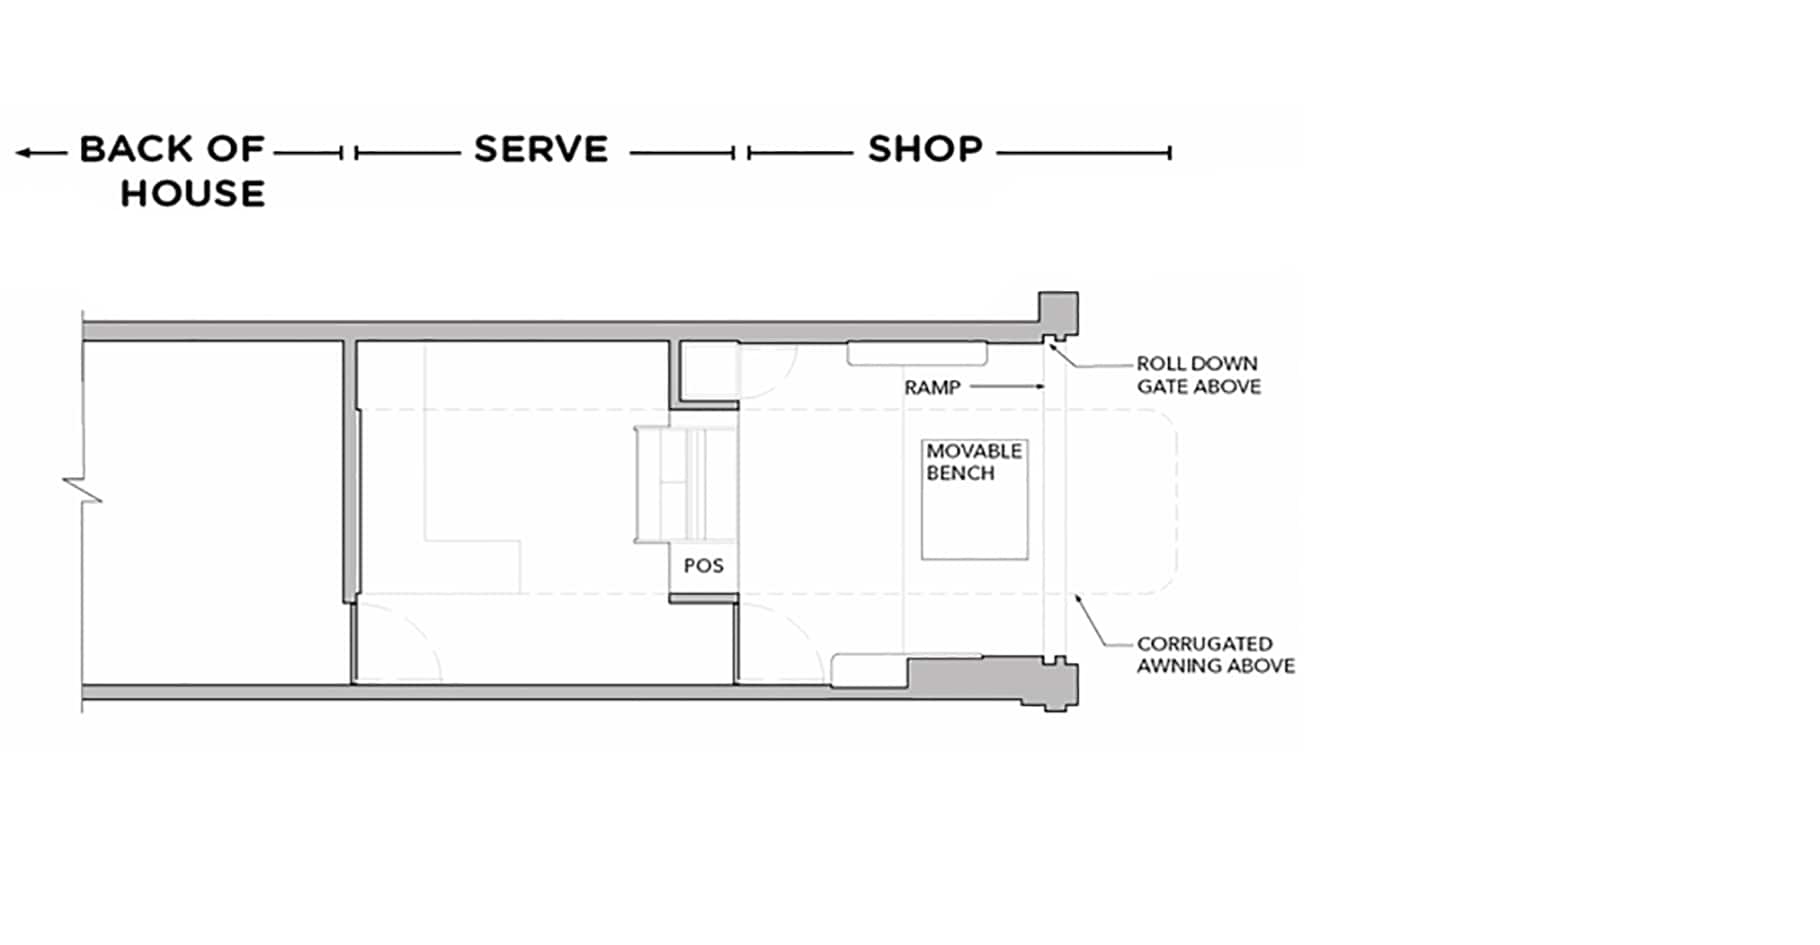 BACK OF
HOUSE
SERVE
SHOP
ROLL DOWN
GATE ABOVE
RAMP
MOVABLE
BENCH
POS
CORRUGATED
AWNING ABOVE